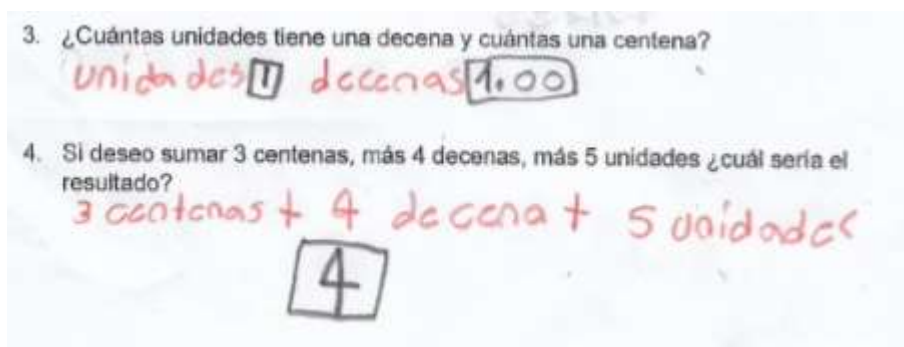 3. ¿Cuántas unidades tiene una decena y cuántas una centena?
unidades 1 decenas 1.00
4. Si deseo sumar 3 centenas, más 4 decenas, más 5 unidades ¿cuál sería el
resultado?
3 centenas + 4 decena + 5 unidades
4